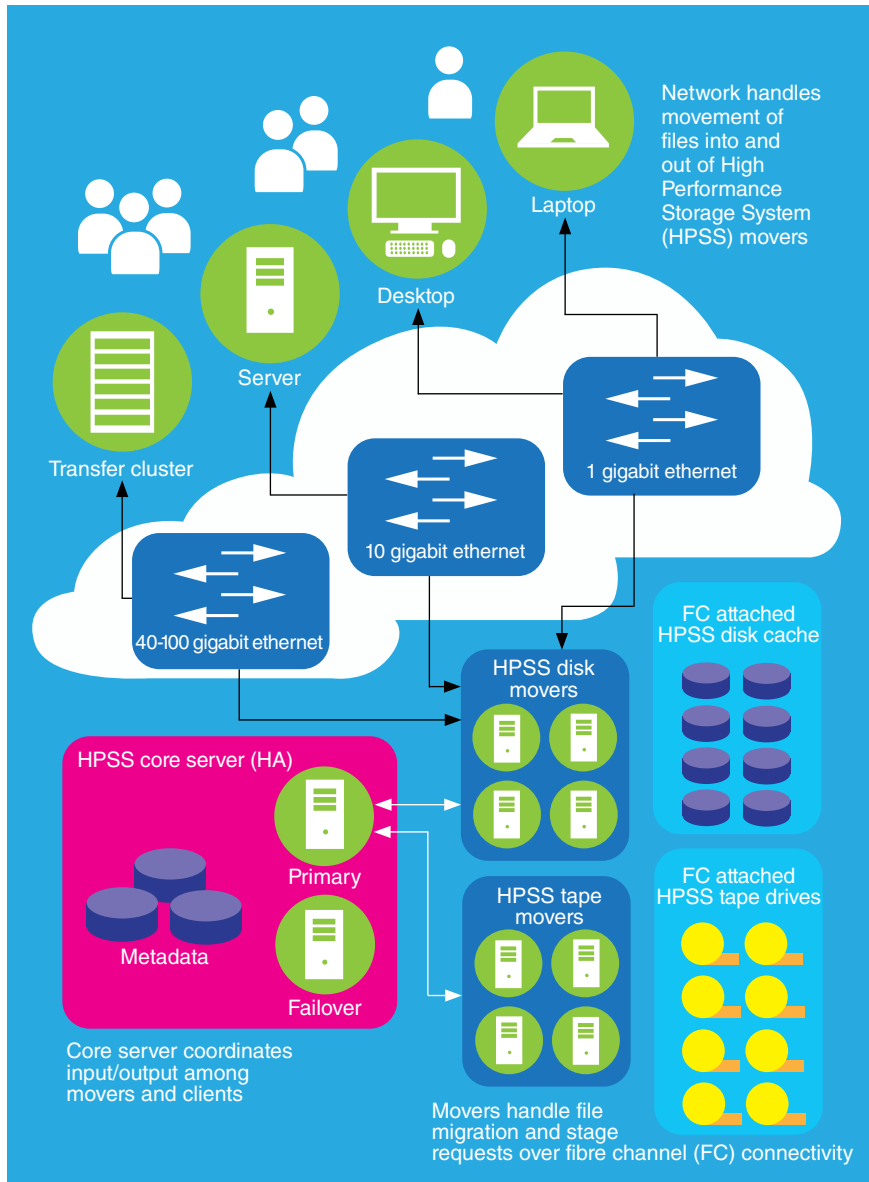 Network handles
movement of
files into and
out of High
Performance
Storage System
(HPSS) movers
Laptop
Desktop
Server
Transfer cluster
1 gigabit ethernet
10 gigabit ethernet
40-100 gigabit ethernet
FC attached
HPSS disk cache
HPSS disk
movers
HPSS core server (HA)
Primary
Metadata
Failover
HPSS tape
movers
FC attached
HPSS tape drives
Core server coordinates
input/output among
movers and clients
Movers handle file
migration and stage
requests over fibre channel (FC) connectivity